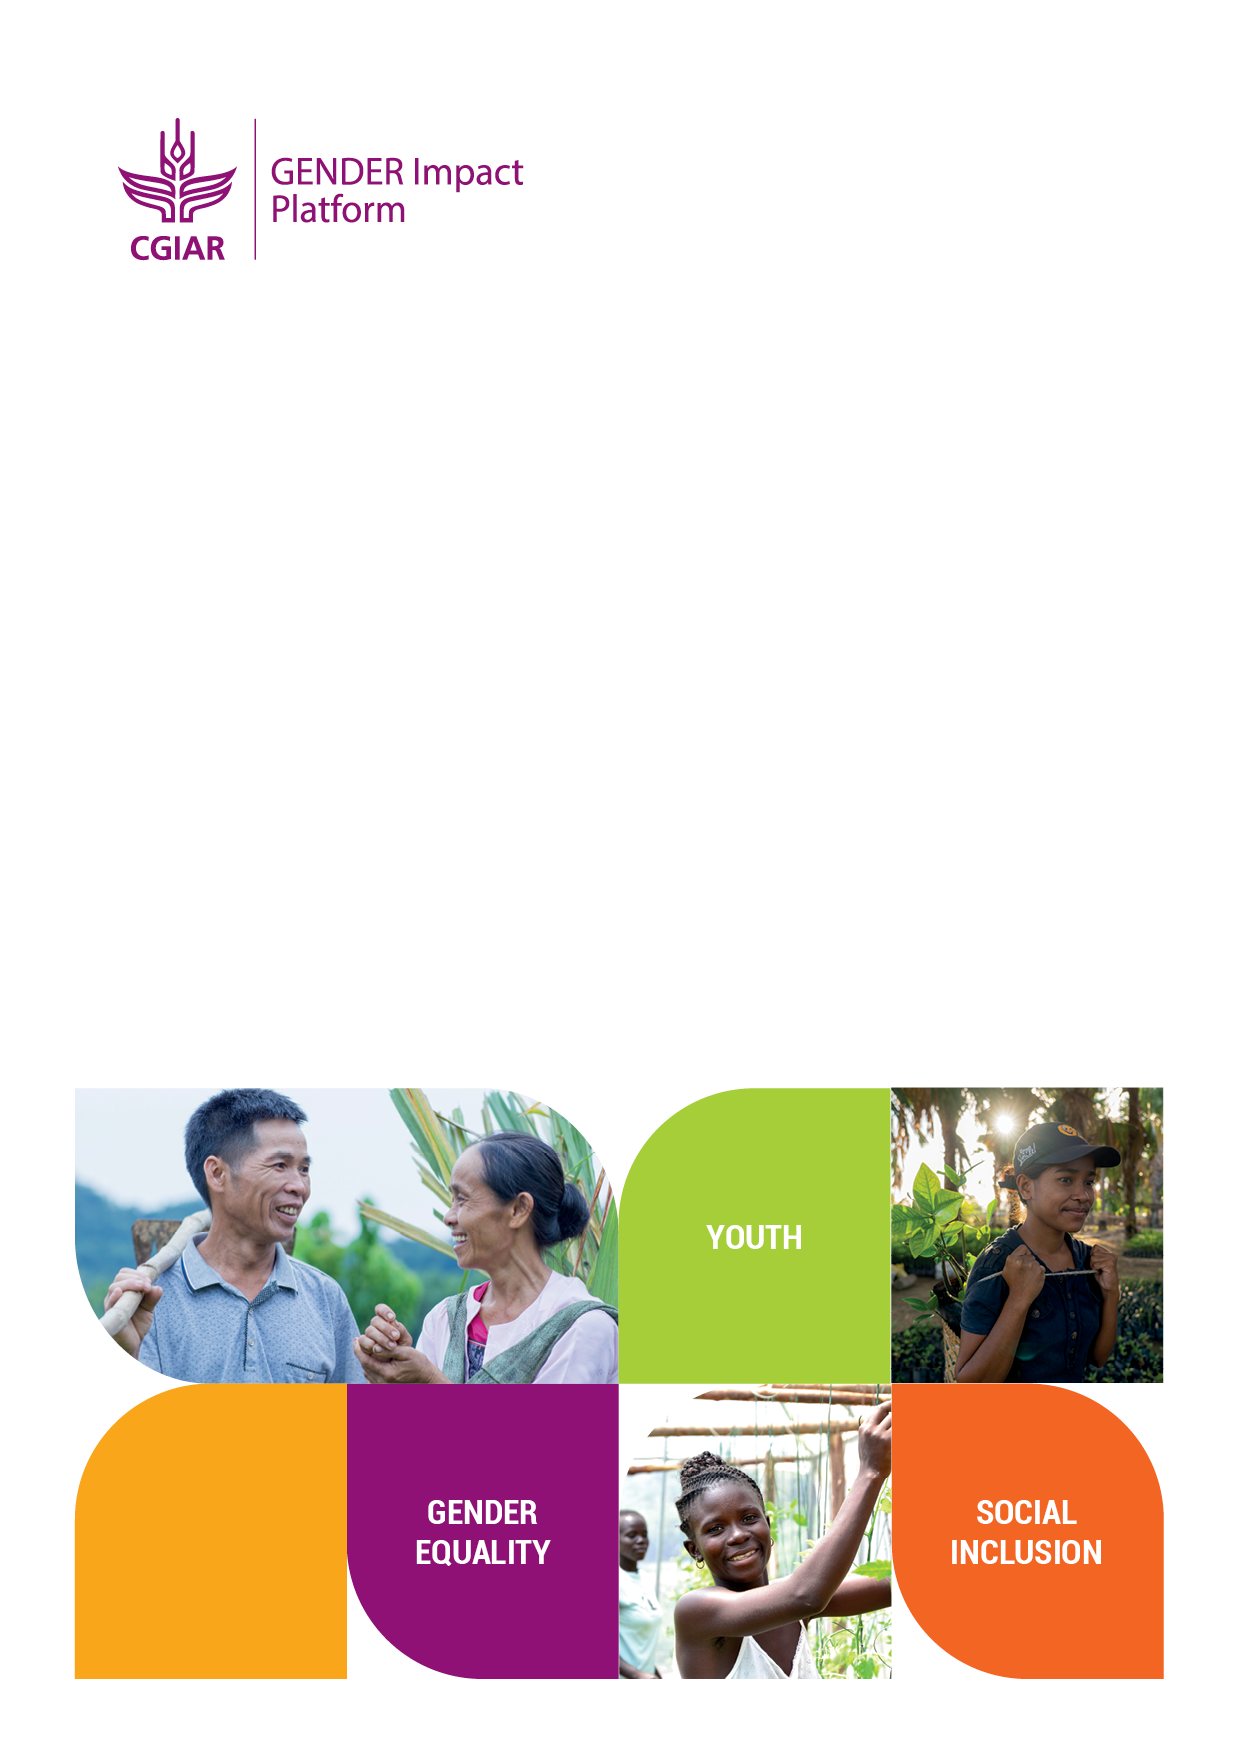 GENDER Impact
Platform
CGIAR
YOUTH
GENDER
EQUALITY
SOCIAL
INCLUSION